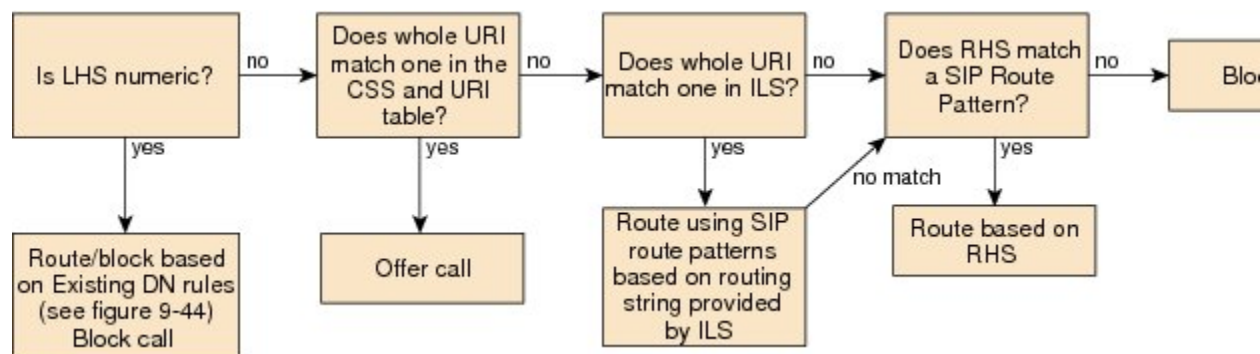 Is LHS numeric?
no
Does whole URI
match one in the
CSS and URI
table?
no
Does whole URI
match one in ILS?
no
Does RHS match
a SIP Route
Pattern?
no
yes
yes
yes
yes
no match
Route/block based
on Existing DN rules
(see figure 9-44)
Block call
Offer call
Route using SIP
route patterns
based on routing
string provided
by ILS
Route based on
RHS